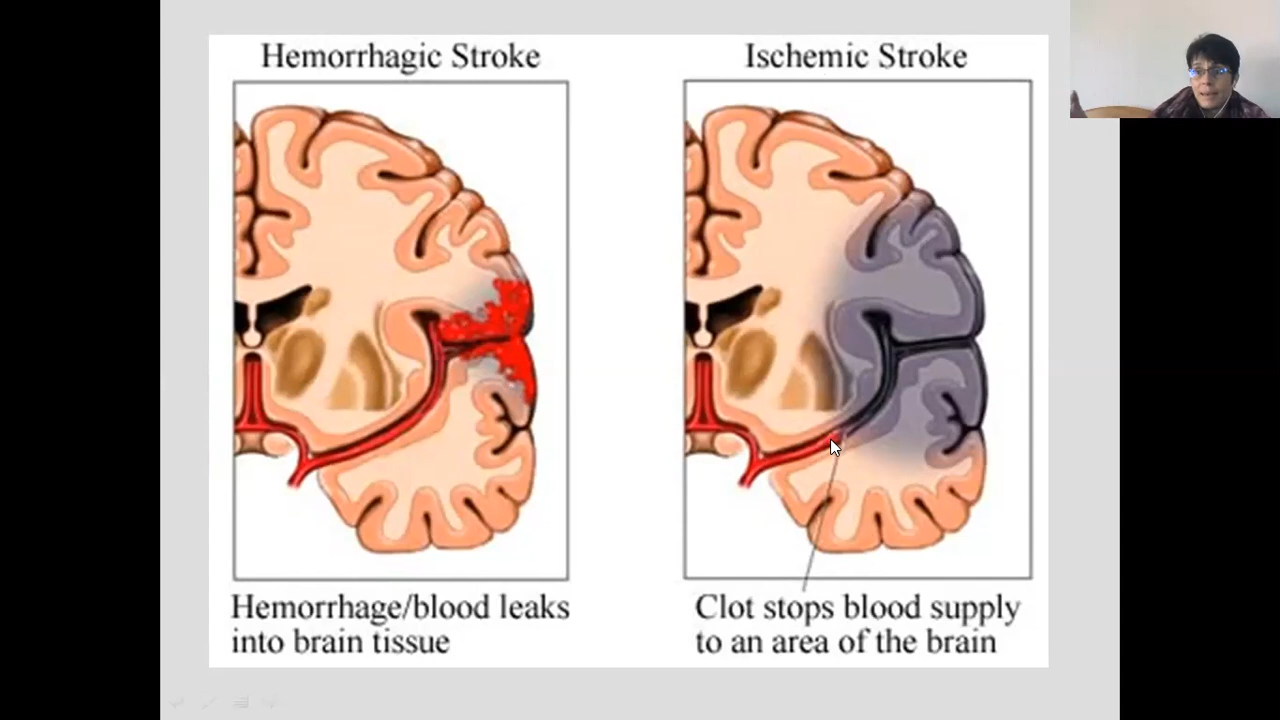 Hemorrhagic Stroke
Ischemic Stroke
Hemorrhage/blood leaks
into brain tissue
Clot stops blood supply
to an area of the brain